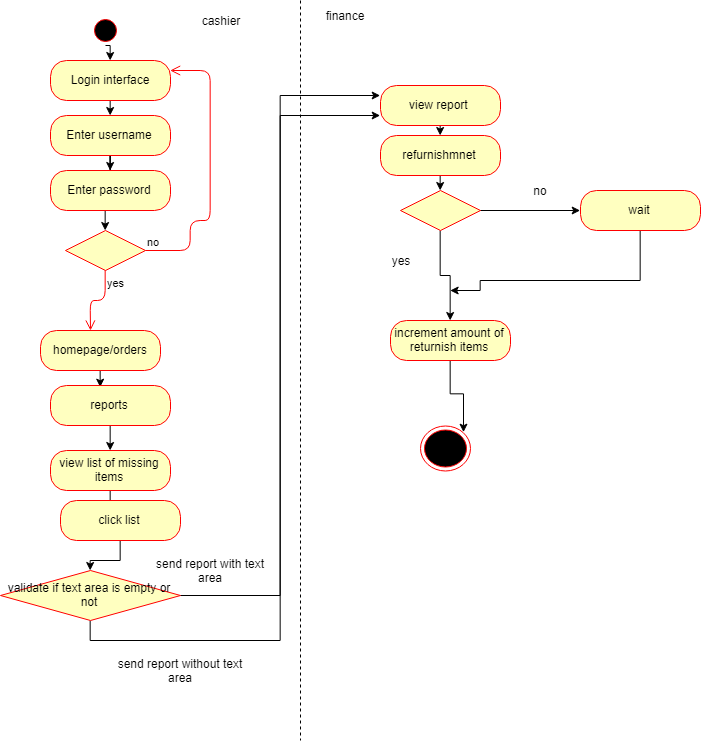 cashier
finance
Login interface
Enter username
Enter password
no
yes
homepage/orders
reports
view list of missing
items
click list
validate if text area is empty or
not
send report with text
area
send report without text
area
view report
refurnishmnet
no
wait
yes
increment amount of
returnish items